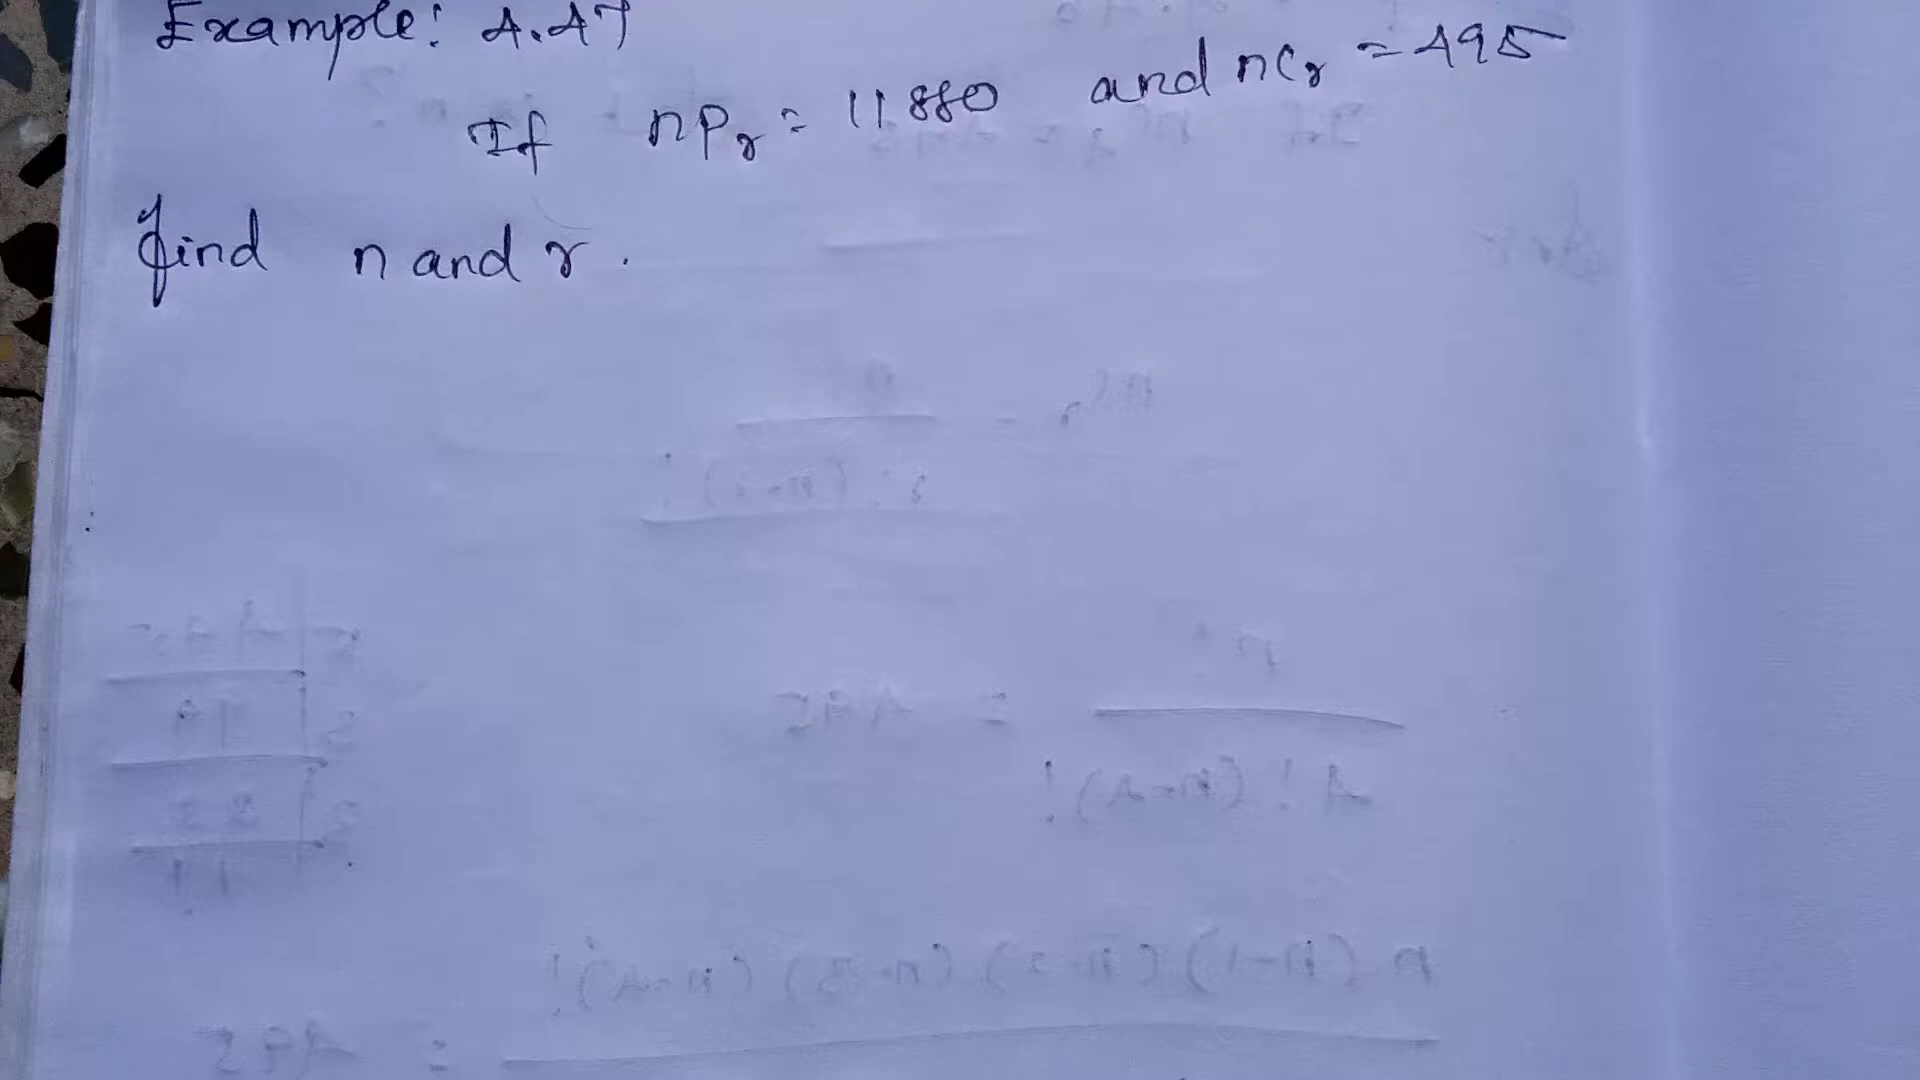 Example: 4.47
If nPr = 11880 and nCr = 495
find n and r.